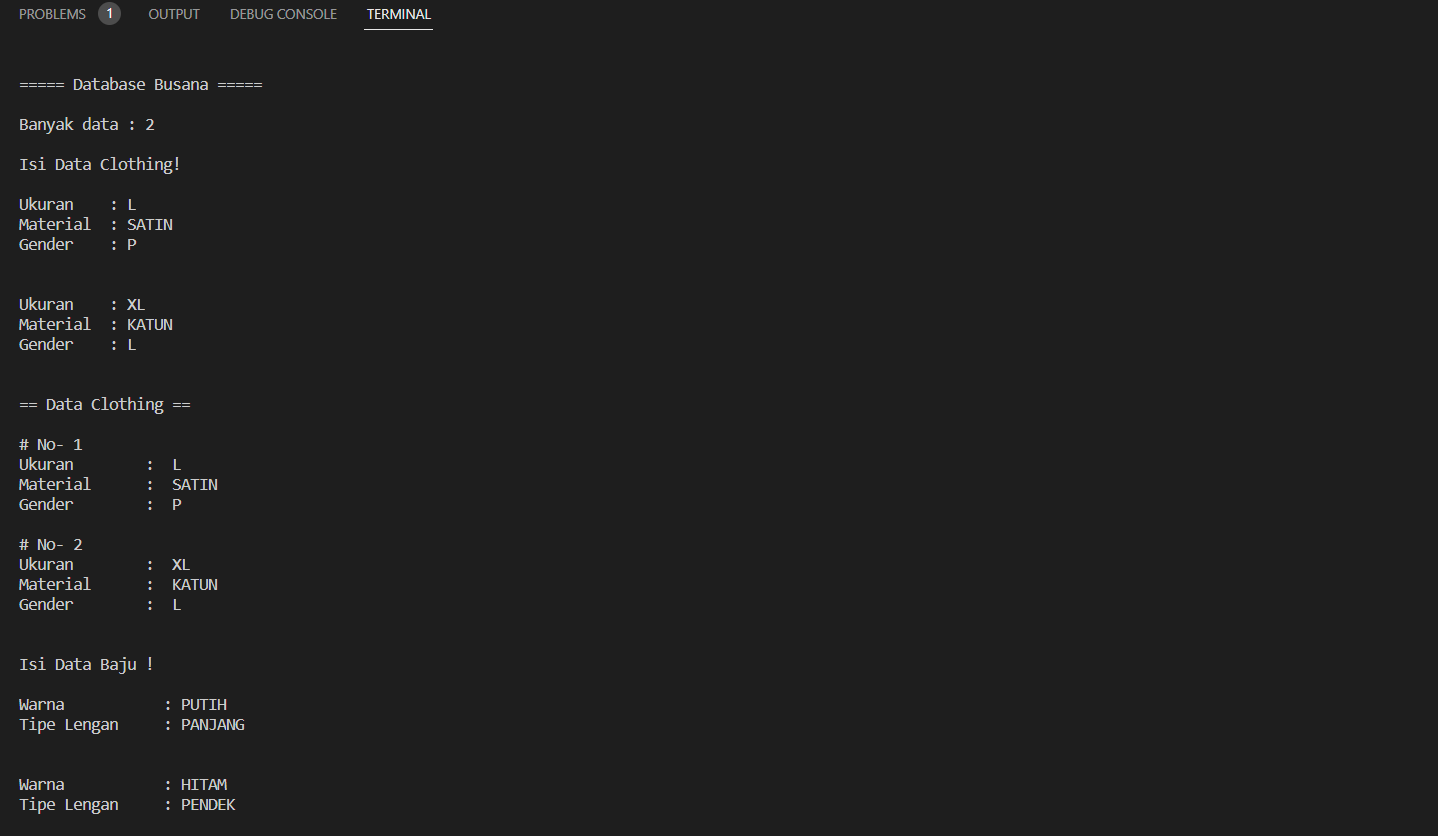 PROBLEMS 1 OUTPUT DEBUG CONSOLE TERMINAL
===== Database Busana =====
Banyak data : 2
Isi Data Clothing!
Ukuran    : L
Material  : SATIN
Gender    : P
Ukuran    : XL
Material  : KATUN
Gender    : L
== Data Clothing ==
# No- 1
Ukuran        :  L
Material      :  SATIN
Gender        :  P
# No- 2
Ukuran        :  XL
Material      :  KATUN
Gender        :  L
Isi Data Baju !
Warna           : PUTIH
Tipe Lengan     : PANJANG
Warna           : HITAM
Tipe Lengan     : PENDEK